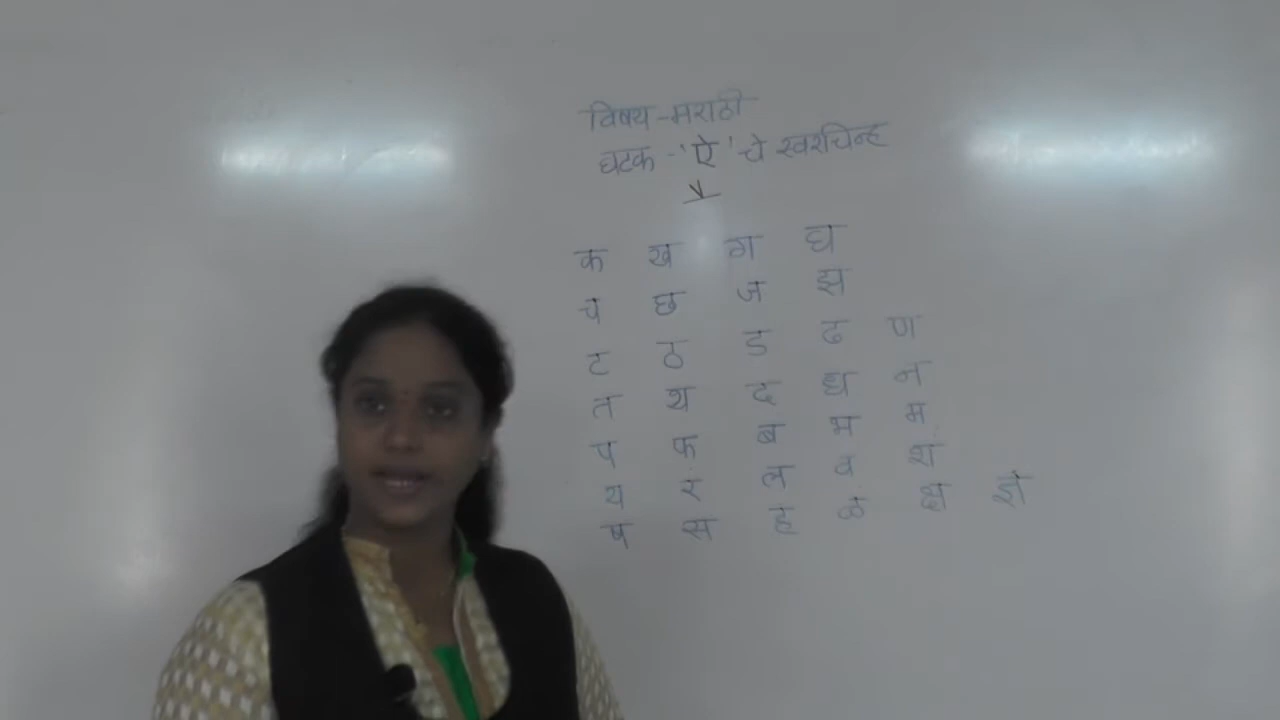 विषय-मराठी
घटक-'ऐ' चे स्वरचिन्ह
क ख ग घ
च छ ज झ
ट ठ ड ढ ण
त थ द ध न
प फ ब भ म
य र ल व श
ष स ह ळ क्ष ज्ञ